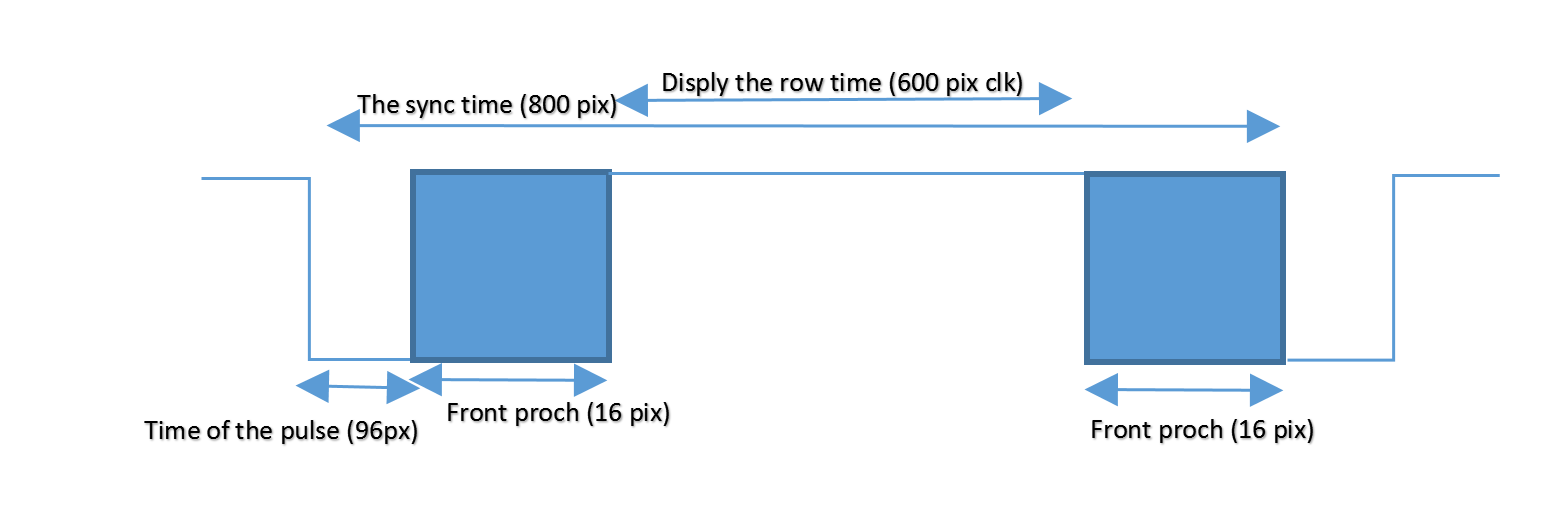 Disply the row time (600 pix clk)
The sync time (800 pix)
Front proch (16 pix)
Time of the pulse (96px)
Front proch (16 pix)